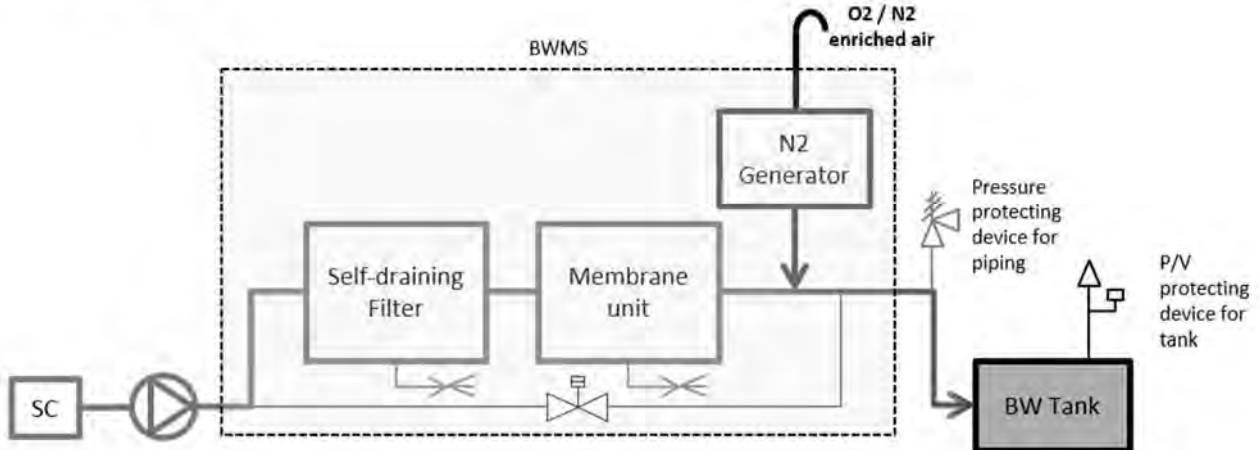 O2 / N2
enriched air
BWMS
N2
Generator
Pressure
protecting
device for
piping
Self-draining
Filter
Membrane
unit
P/V
protecting
device for
tank
SC
BW Tank